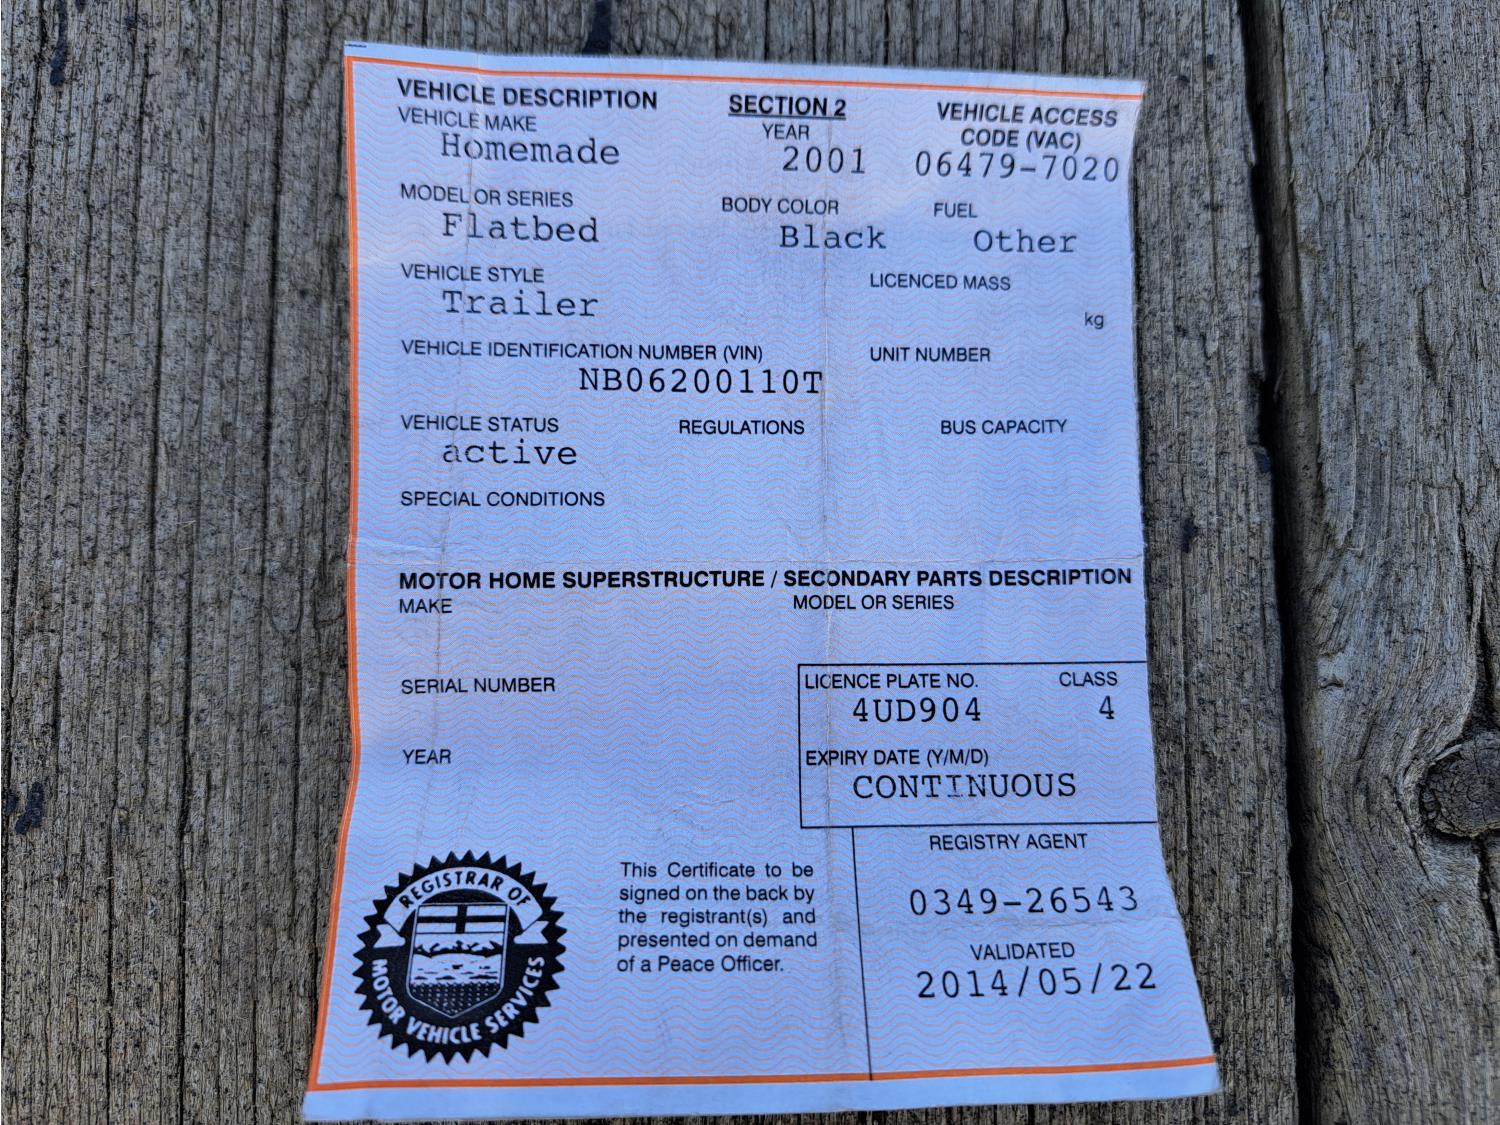 VEHICLE DESCRIPTION SECTION 2 VEHICLE ACCESS
VEHICLE MAKE YEAR CODE (VAC)
Homemade 2001 06479-7020
MODEL OR SERIES BODY COLOR FUEL
Flatbed Black Other
VEHICLE STYLE LICENCED MASS
Trailer kg
VEHICLE IDENTIFICATION NUMBER (VIN) UNIT NUMBER
NB06200110T
VEHICLE STATUS REGULATIONS BUS CAPACITY
active
SPECIAL CONDITIONS
MOTOR HOME SUPERSTRUCTURE / SECONDARY PARTS DESCRIPTION
MAKE MODEL OR SERIES
SERIAL NUMBER LICENCE PLATE NO. CLASS
4UD904 4
YEAR EXPIRY DATE (Y/M/D)
CONTINUOUS
REGISTRY AGENT
0349-26543
VALIDATED
2014/05/22
This Certificate to be
signed on the back by
the registrant(s) and
presented on demand
of a Peace Officer.
REGISTRAR OF
MOTOR VEHICLE SERVICES